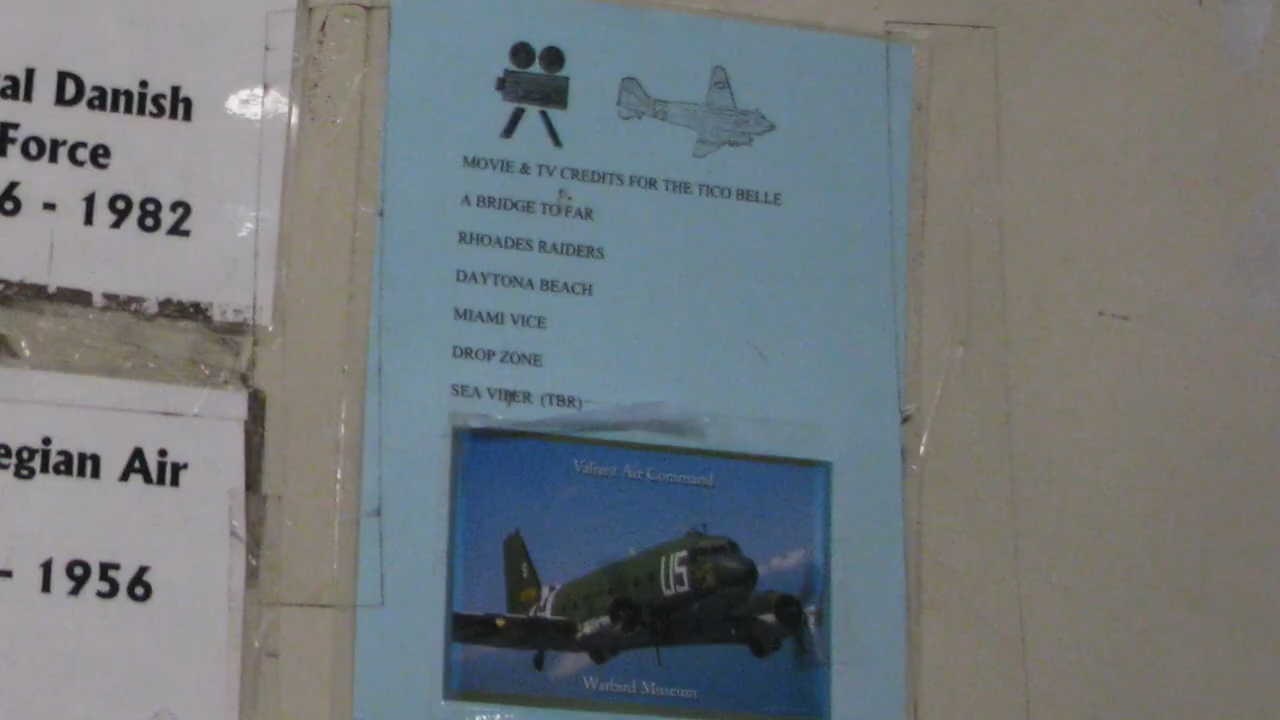 al Danish
Force
6 - 1982
egian Air
- 1956
MOVIE & TV CREDITS FOR THE TICO BELLE
A BRIDGE TO FAR
RHOADES RAIDERS
DAYTONA BEACH
MIAMI VICE
DROP ZONE
SEA VIPER (TBR)
Valiant Air Command
US
Warbird Museum